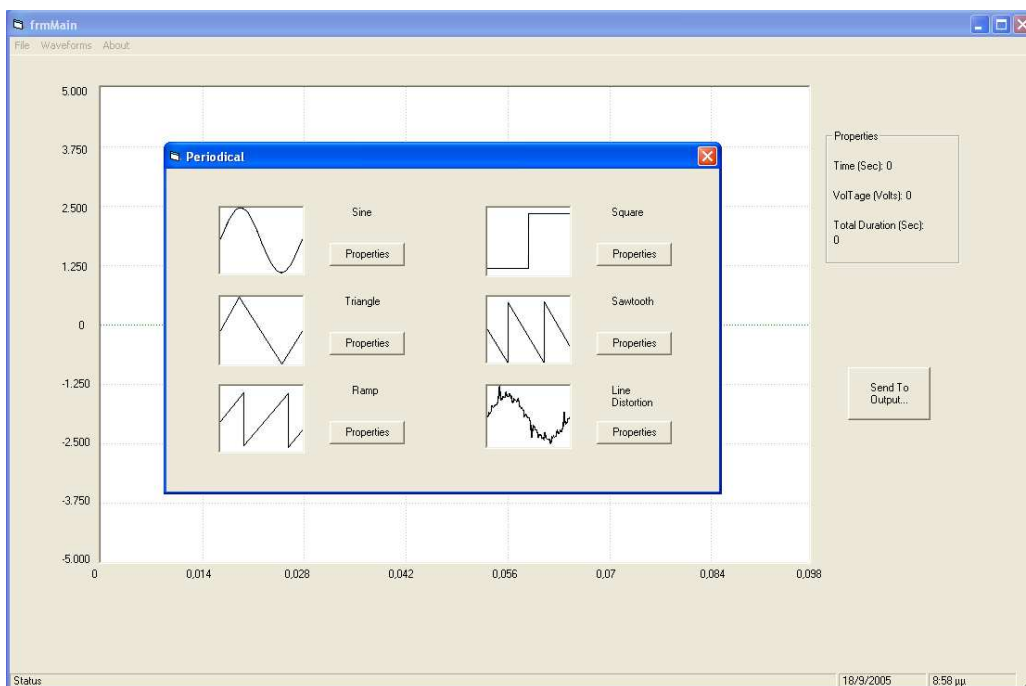 frmMain
File Waveforms About
5.000
3.750
2.500
1.250
0
-1.250
-2.500
-3.750
-5.000
0 0,014 0,028 0,042 0,056 0,07 0,084 0,098
Periodical
Sine
Properties
Square
Properties
Triangle
Properties
Sawtooth
Properties
Ramp
Properties
Line
Distortion
Properties
Properties
Time (Sec): 0
VolTage (Volts): 0
Total Duration (Sec):
0
Send To
Output...
Status 18/9/2005 8:58 μμ